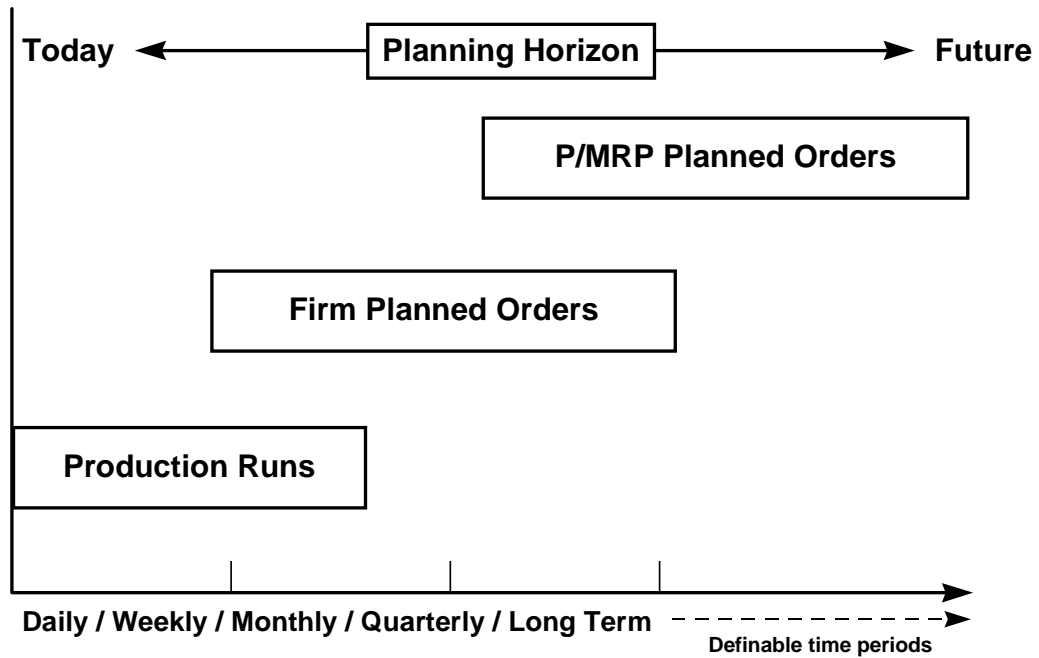 Today Planning Horizon Future
P/MRP Planned Orders
Firm Planned Orders
Production Runs
Daily / Weekly / Monthly / Quarterly / Long Term
Definable time periods